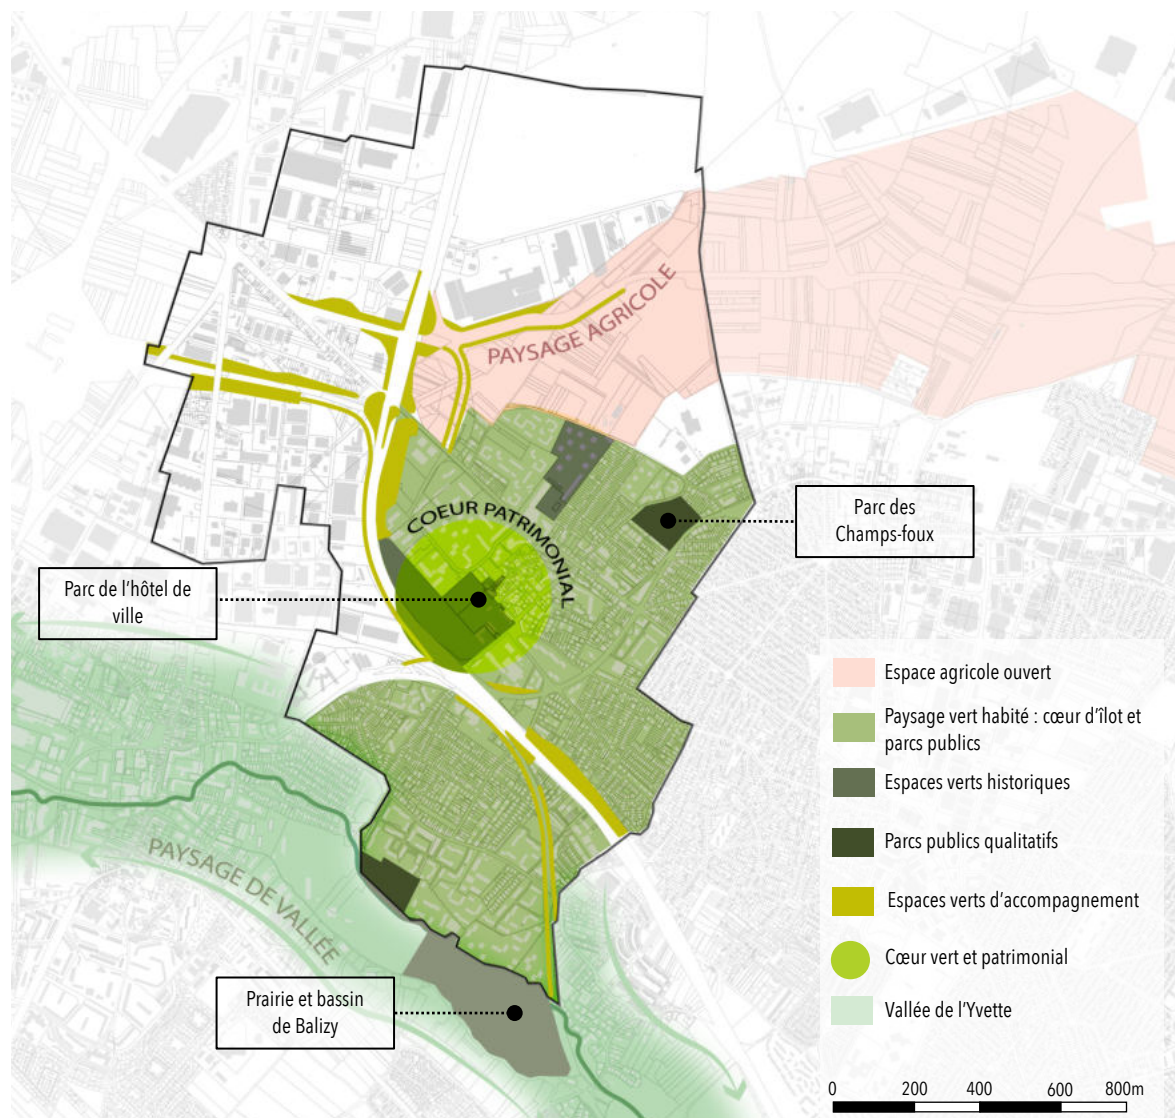 PAYSAGE AGRICOLE
COEUR PATRIMONIAL
Parc des
Champs-foux
Parc de l'hôtel de
ville
PAYSAGE DE VALLÉE
Prairie et bassin
de Balizy
Espace agricole ouvert
Paysage vert habité : cœur d'îlot et
parcs publics
Espaces verts historiques
Parcs publics qualitatifs
Espaces verts d'accompagnement
Cœur vert et patrimonial
Vallée de l'Yvette
0 200 400 600 800m